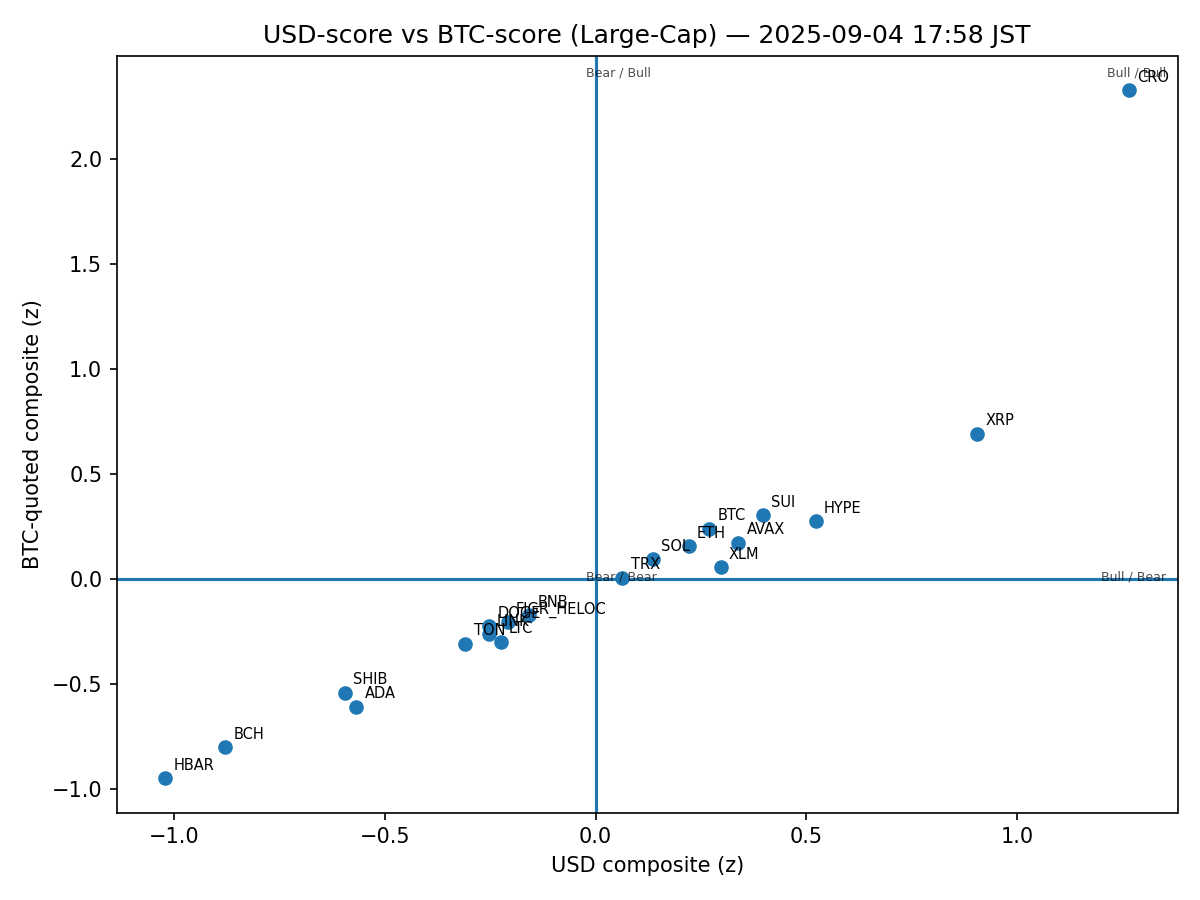 USD-score vs BTC-score (Large-Cap) — 2025-09-04 17:58 JST
Bear / Bull
Bull / Bull
CRO
2.0
1.5
1.0
XRP
0.5
SUI
HYPE
BTC
AVAX
ETH
SOL
XLM
TRX
0.0
Bear / Bear
Bull / Bear
BNB
FIGR_HELOC
DOGE
LINK
TON
LTC
−0.5
SHIB
ADA
BCH
HBAR
−1.0
−1.0
−0.5
0.0
0.5
1.0
USD composite (z)
BTC-quoted composite (z)